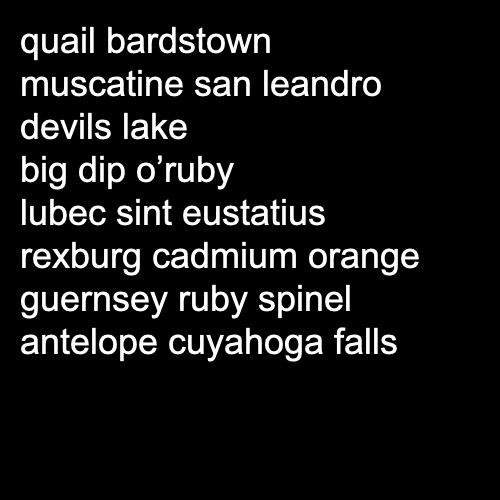 quail bardstown
muscatine san leandro
devils lake
big dip o’ruby
lubec sint eustatius
rexburg cadmium orange
guernsey ruby spinel
antelope cuyahoga falls